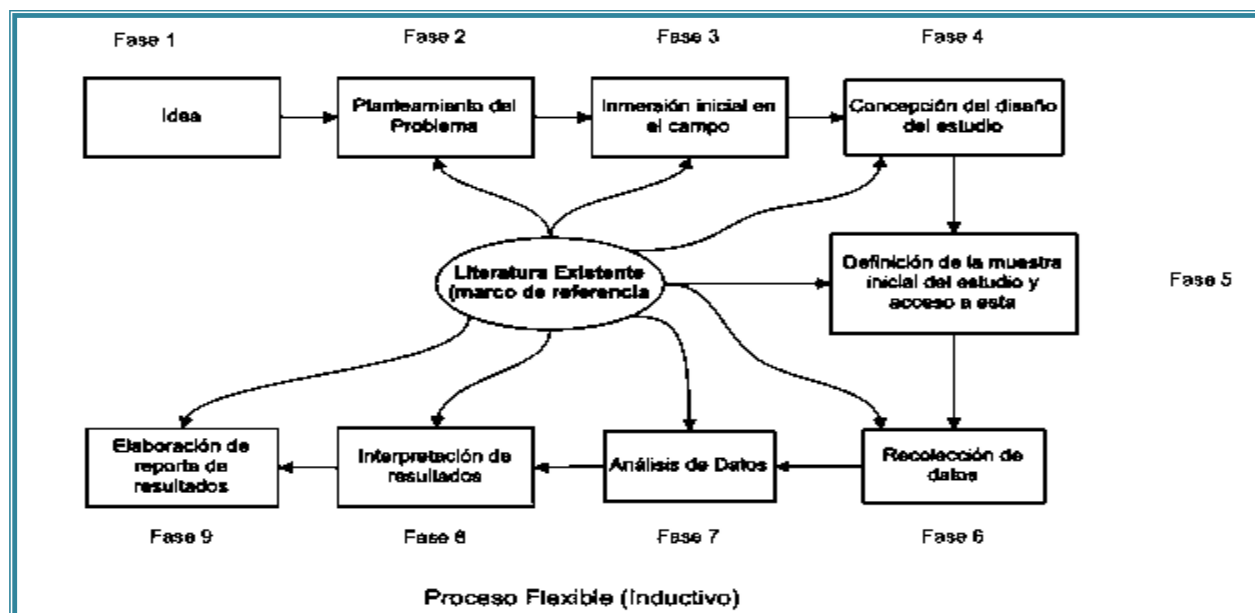 Fase 1
Fase 2
Fase 3
Fase 4
Idea
Planteamiento del
Problema
Inmersión inicial en
el campo
Concepción del diseño
del estudio
Literatura Existente
(marco de referencia
Definición de la muestra
inicial del estudio y
acceso a esta
Fase 5
Elaboración de
reporte de
resultados
Interpretación de
resultados
Análisis de Datos
Recolección de
datos
Fase 9
Fase 8
Fase 7
Fase 6
Proceso Flexible (Inductivo)